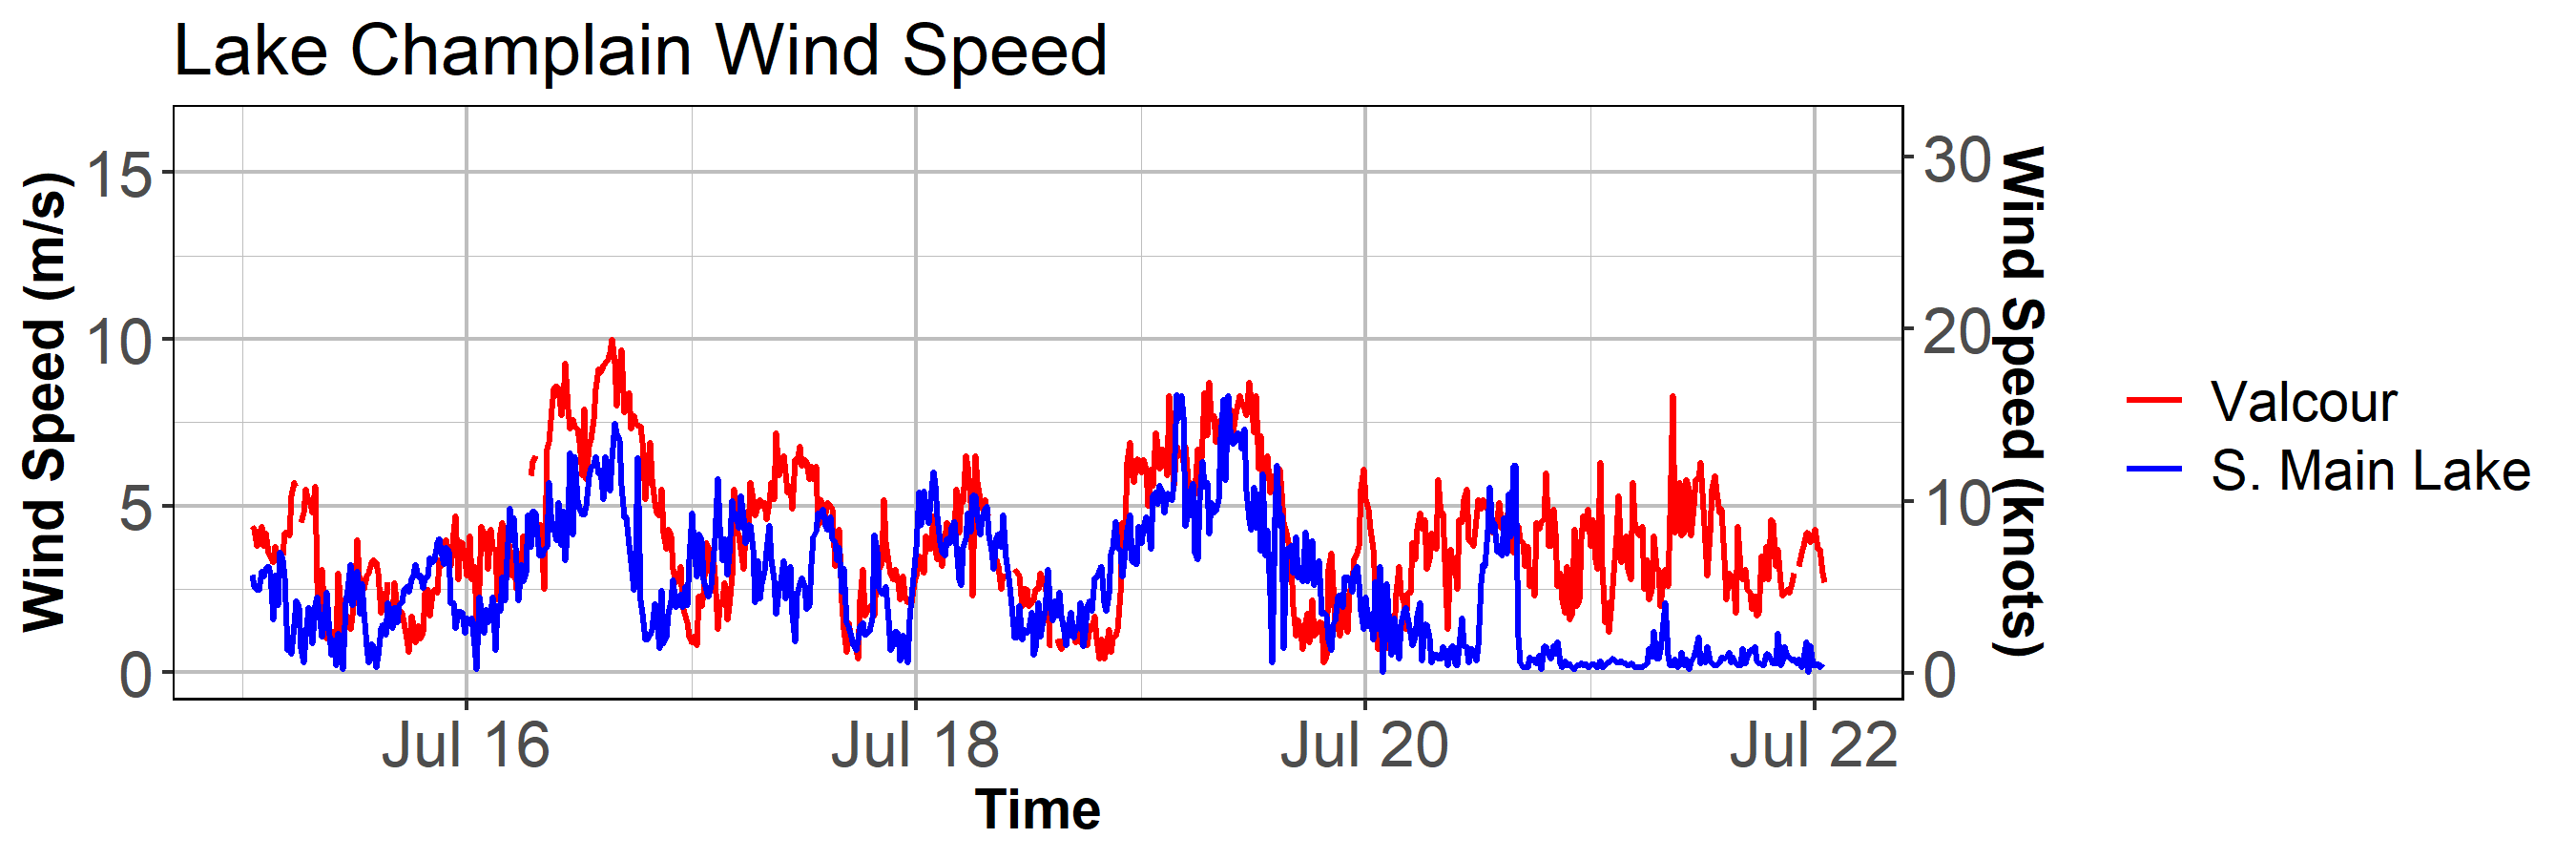 Lake Champlain Wind Speed
Wind Speed (m/s)
15
10
5
0
30
20
10
0
Wind Speed (knots)
Jul 16
Jul 18
Jul 20
Jul 22
Time
Valcour
S. Main Lake